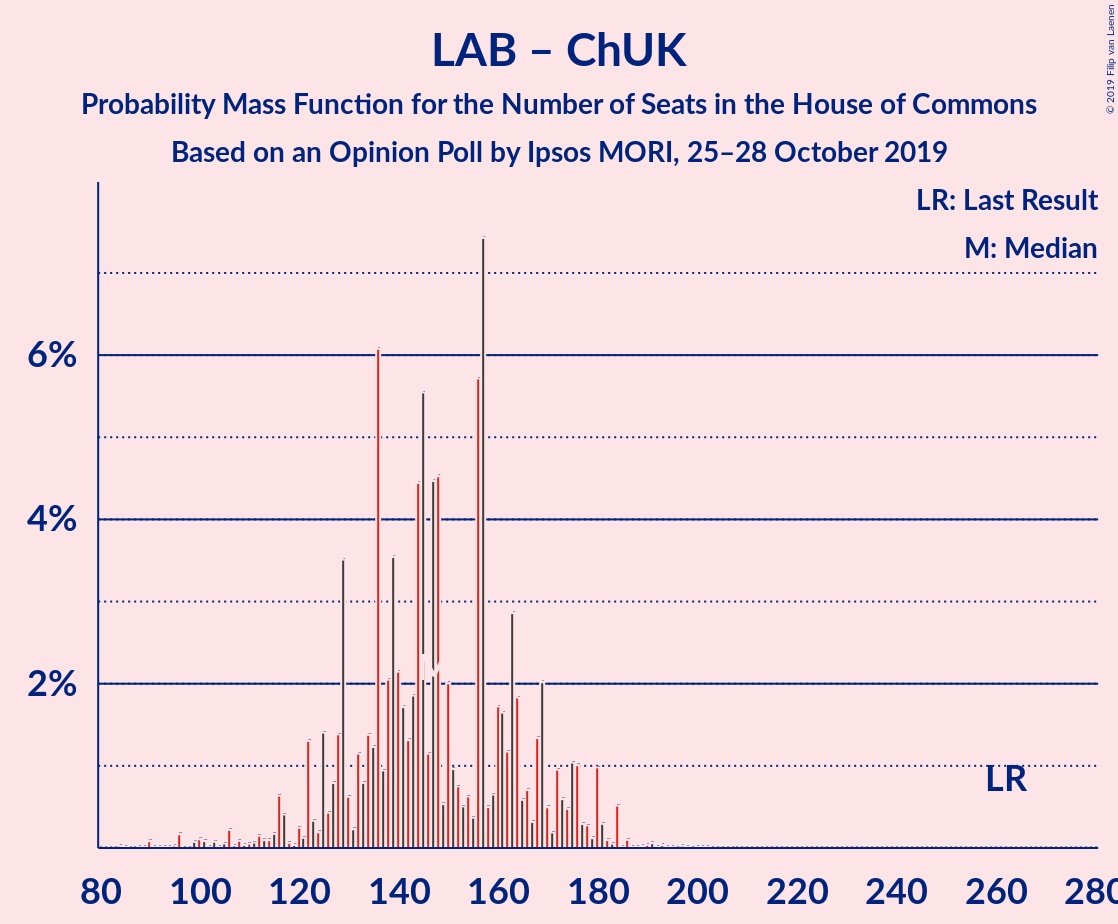 LAB – ChUK
Probability Mass Function for the Number of Seats in the House of Commons
Based on an Opinion Poll by Ipsos MORI, 25–28 October 2019
© 2019 Filip van Laenen
LR: Last Result
M: Median
6%
4%
2%
LR
80 100 120 140 160 180 200 220 240 260 280